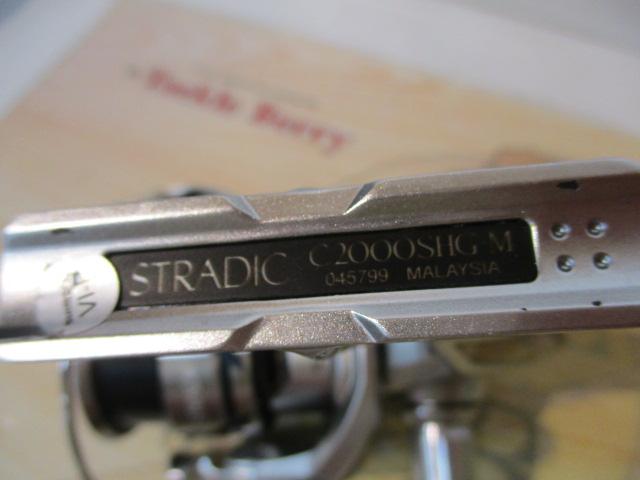 Tackle Berry
STRADIC C2000SHG M
045799 MALAYSIA